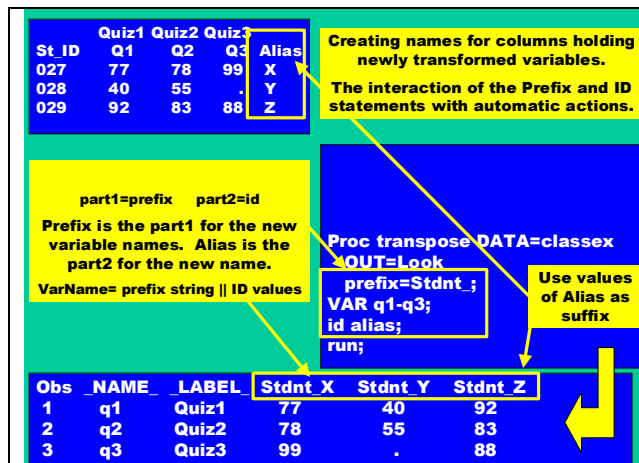 Quiz1 Quiz2 Quiz3
St_ID Q1 Q2 Q3 Alias
027 77 78 99 X
028 40 55 . Y
029 92 83 88 Z
Creating names for columns holding
newly transformed variables.
The interaction of the Prefix and ID
statements with automatic actions.
part1=prefix part2=id
Prefix is the part1 for the new
variable names. Alias is the
part2 for the new name.
VarName= prefix string || ID values
Proc transpose DATA=classex
OUT=Look
prefix=Stdnt_;
VAR q1-q3;
id alias;
run;
Use values
of Alias as
suffix
Obs _NAME_ _LABEL_ Stdnt_X Stdnt_Y Stdnt_Z
1 q1 Quiz1 77 40 92
2 q2 Quiz2 78 55 83
3 q3 Quiz3 99 . 88